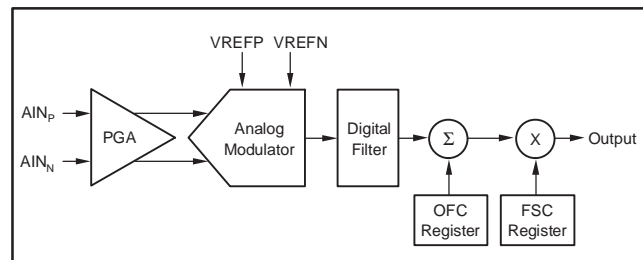 VREFP VREFN
AINP
AINN
PGA
Analog
Modulator
Digital
Filter
Σ
X
Output
OFC
Register
FSC
Register